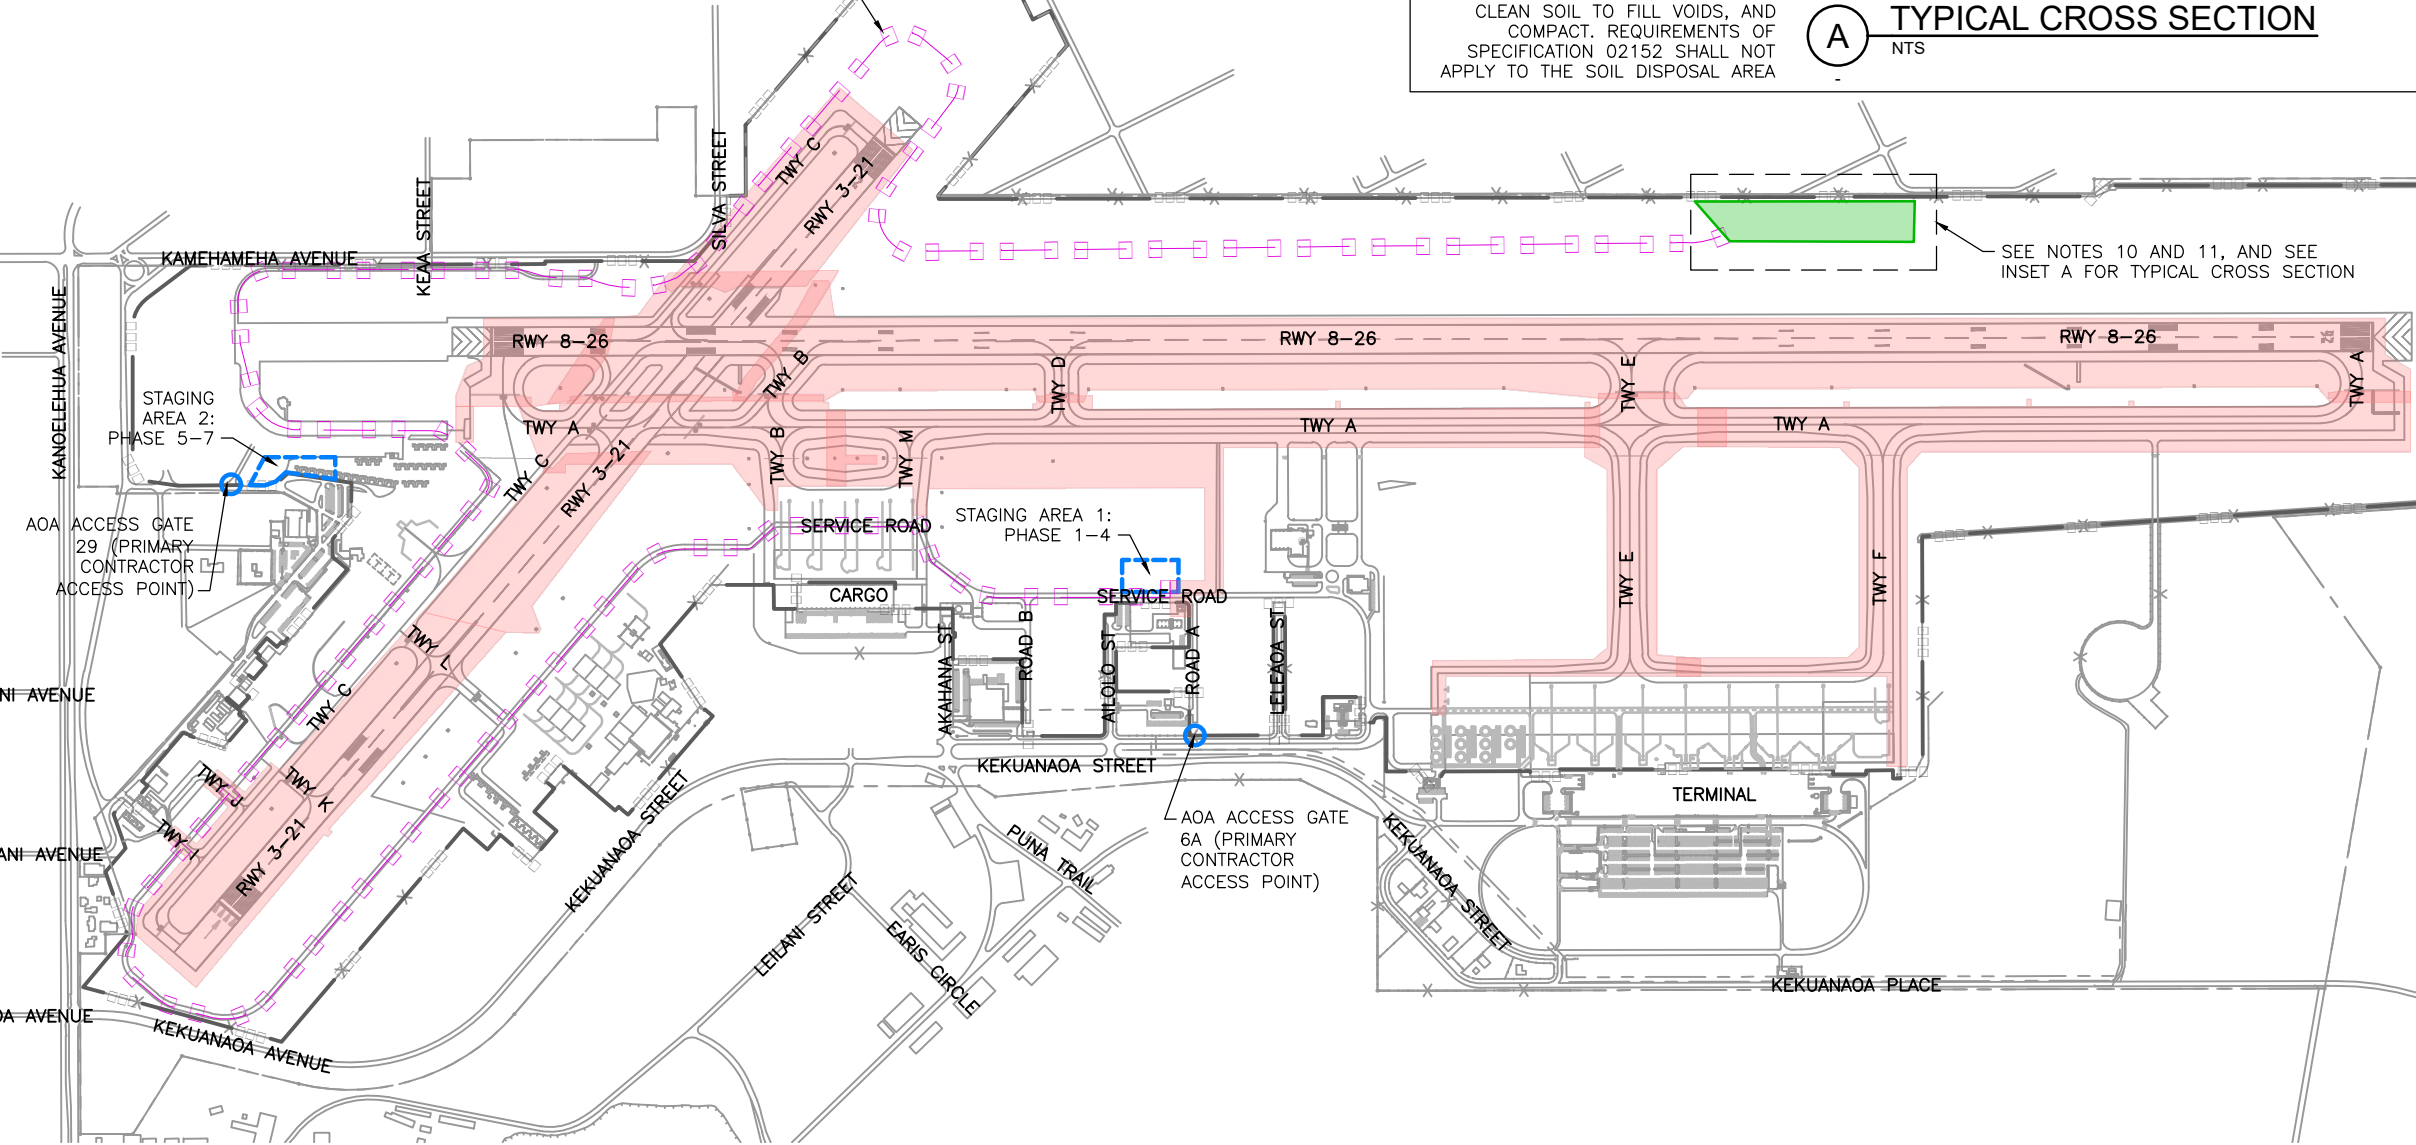 CLEAN SOIL TO FILL VOIDS, AND
COMPACT. REQUIREMENTS OF
SPECIFICATION 02152 SHALL NOT
APPLY TO THE SOIL DISPOSAL AREA
A
TYPICAL CROSS SECTION
NTS
-
SILVA STREET
TWY C
RWY 3-21
KEAA STREET
KAMEHAMEHA AVENUE
SEE NOTES 10 AND 11, AND SEE
INSET A FOR TYPICAL CROSS SECTION
KANOELEHUA AVENUE
RWY 8-26
RWY 8-26
RWY 8-26
TWY B
TWY D
TWY E
TWY A
STAGING
AREA 2:
PHASE 5-7
TWY A
TWY A
TWY A
TWY B
TWY M
TWY C
RWY 3-21
AOA ACCESS GATE
29 (PRIMARY
CONTRACTOR
ACCESS POINT)
SERVICE ROAD
STAGING AREA 1:
PHASE 1-4
CARGO
SERVICE ROAD
TWY E
TWY F
TWY L
AKAHANA ST
ROAD B
AILOLO ST
ROAD A
LELEAOA ST
NI AVENUE
TWY C
KEKUANAOA STREET
TWY J
TWY K
TERMINAL
AOA ACCESS GATE
6A (PRIMARY
CONTRACTOR
ACCESS POINT)
TWY I
RWY 3-21
KEKUANAOA STREET
PUNA TRAIL
KEKUANAOA STREET
ANI AVENUE
LEILANI STREET
EARIS CIRCLE
KEKUANAOA PLACE
OA AVENUE
KEKUANAOA AVENUE